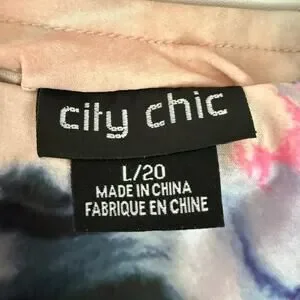 city chic
L/20
MADE IN CHINA
FABRIQUE EN CHINE